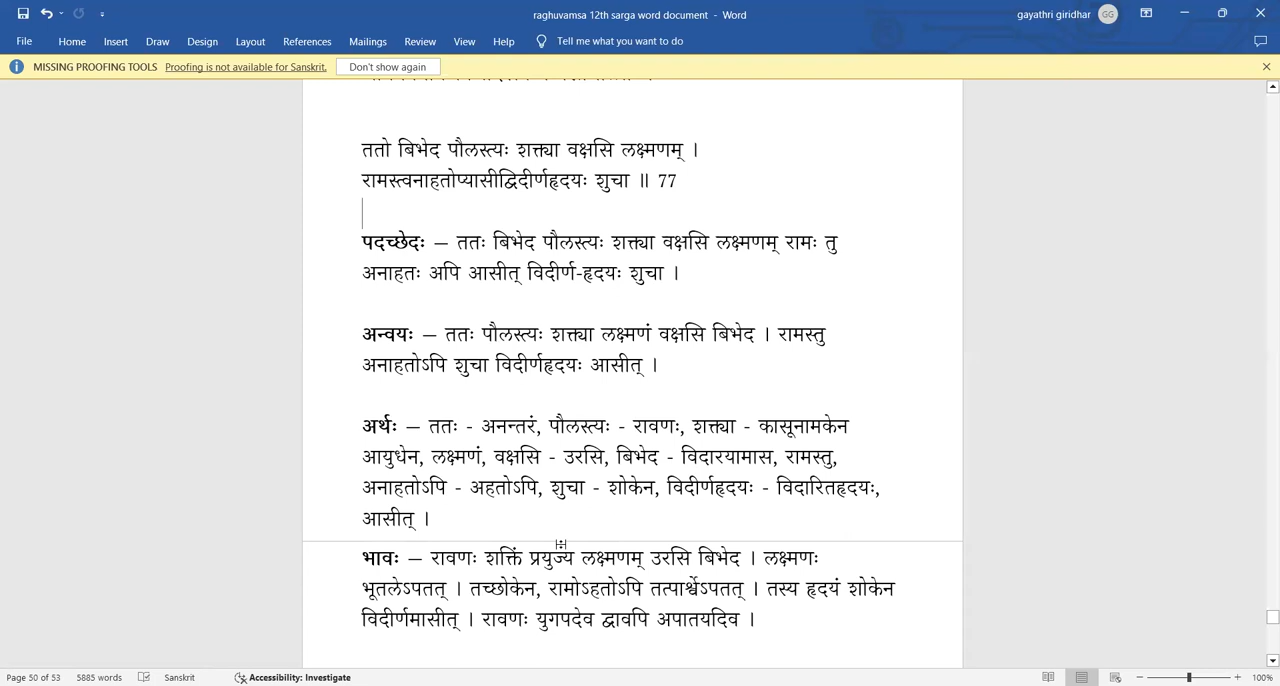 raghuvamsa 12th sarga word document - Word
gayathri giridhar GG
File Home Insert Draw Design Layout References Mailings Review View Help Tell me what you want to do
MISSING PROOFING TOOLS Proofing is not available for Sanskrit. Don't show again
ततो बिभेद पौलस्त्यः शक्त्या वक्षसि लक्ष्मणम् ।
रामस्त्वनाहतोप्यासीद्विदीर्णहृदयः शुचा ॥ 77
पदच्छेदः – ततः बिभेद पौलस्त्यः शक्त्या वक्षसि लक्ष्मणम् रामः तु
अनाहतः अपि आसीत् विदीर्ण-हृदयः शुचा ।
अन्वयः – ततः पौलस्त्यः शक्त्या लक्ष्मणं वक्षसि बिभेद । रामस्तु
अनाहतोऽपि शुचा विदीर्णहृदयः आसीत् ।
अर्थः – ततः - अनन्तरं, पौलस्त्यः - रावणः, शक्त्या - कासूनामकेन
आयुधेन, लक्ष्मणं, वक्षसि - उरसि, बिभेद - विदारयामास, रामस्तु,
अनाहतोऽपि - अहतोऽपि, शुचा - शोकेन, विदीर्णहृदयः - विदारितहृदयः,
आसीत् ।
भावः – रावणः शक्तिं प्रयुज्य लक्ष्मणम् उरसि बिभेद । लक्ष्मणः
भूतलेऽपतत् । तच्छोकेन, रामोऽहतोऽपि तत्पार्श्वेऽपतत् । तस्य हृदयं शोकेन
विदीर्णमासीत् । रावणः युगपदेव द्वावपि अपातयदिव ।
Page 50 of 53 5885 words Sanskrit Accessibility: Investigate 100%